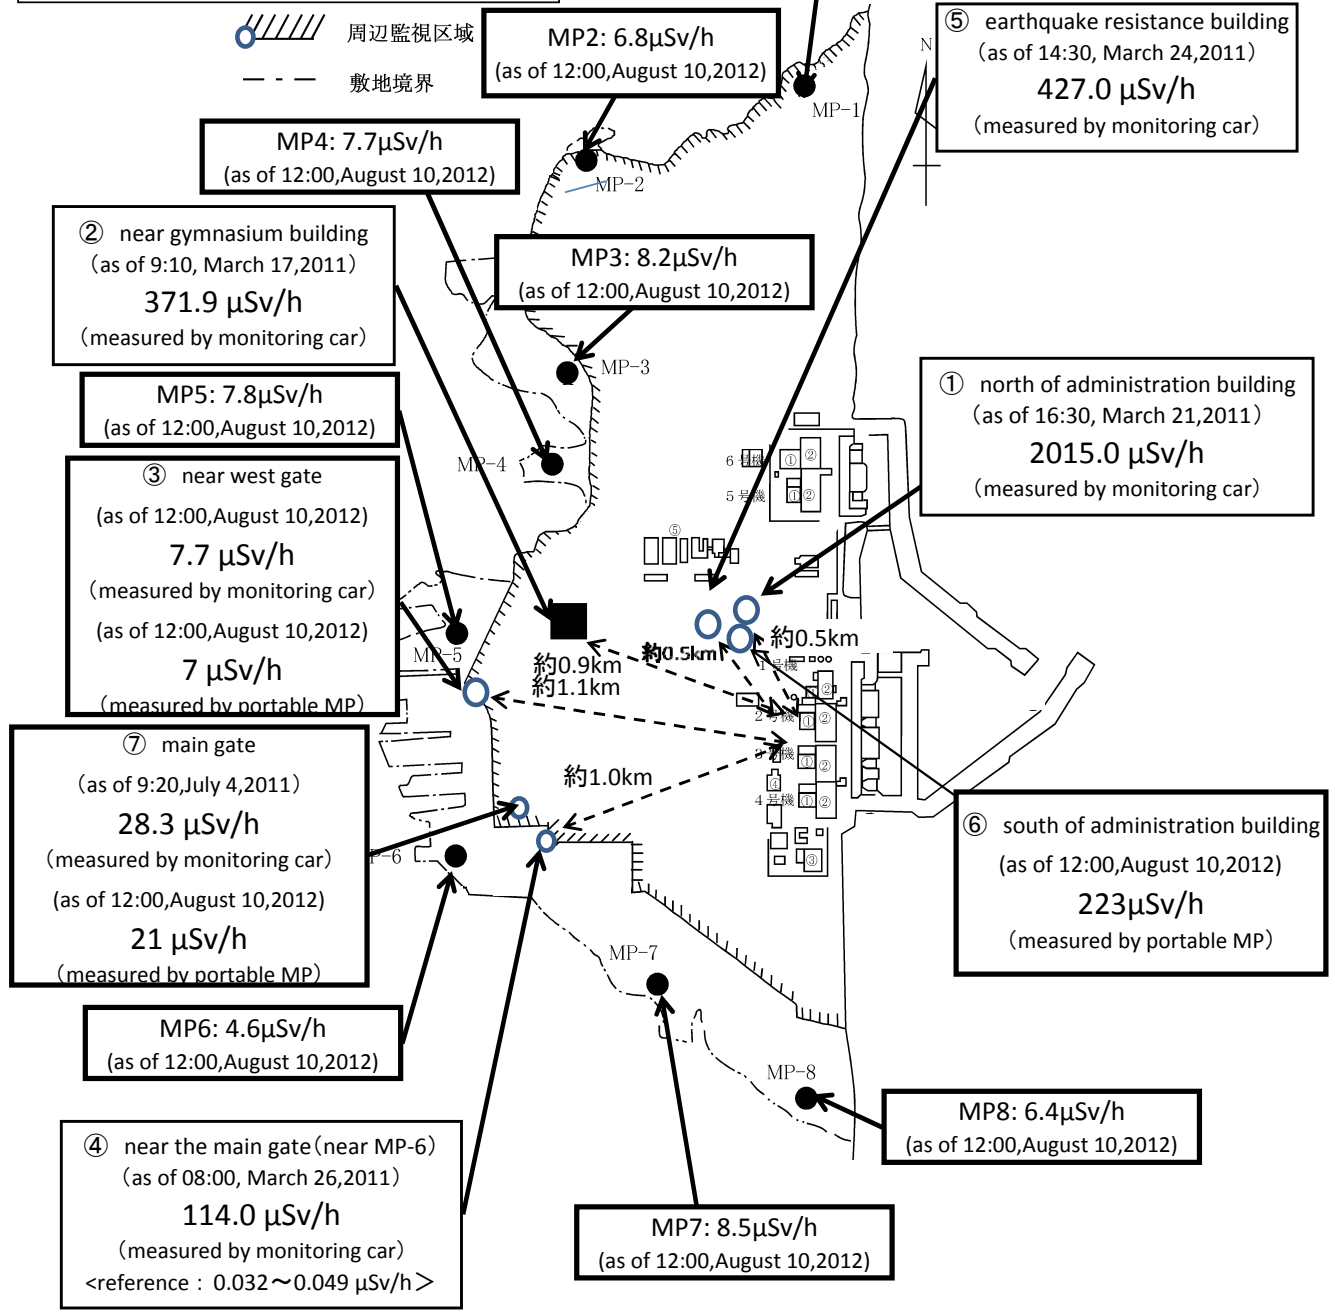 周辺監視区域
敷地境界
MP2: 6.8μSv/h
(as of 12:00,August 10,2012)
⑤ earthquake resistance building
(as of 14:30, March 24,2011)
427.0 μSv/h
(measured by monitoring car)
N
MP-1
MP4: 7.7μSv/h
(as of 12:00,August 10,2012)
MP-2
② near gymnasium building
(as of 9:10, March 17,2011)
371.9 μSv/h
(measured by monitoring car)
MP3: 8.2μSv/h
(as of 12:00,August 10,2012)
MP-3
① north of administration building
(as of 16:30, March 21,2011)
2015.0 μSv/h
(measured by monitoring car)
MP5: 7.8μSv/h
(as of 12:00,August 10,2012)
MP-4
6号機
① ②
5号機
① ②
⑤
③ near west gate
(as of 12:00,August 10,2012)
7.7 μSv/h
(measured by monitoring car)
(as of 12:00,August 10,2012)
7 μSv/h
(measured by portable MP)
MP-5
約0.9km
約1.1km
約0.5km
約0.5km
1号機
②
2号機
① ②
3号機
① ②
④
4号機
① ②
③
約1.0km
⑦ main gate
(as of 9:20,July 4,2011)
28.3 μSv/h
(measured by monitoring car)
(as of 12:00,August 10,2012)
21 μSv/h
(measured by portable MP)
P-6
⑥ south of administration building
(as of 12:00,August 10,2012)
223μSv/h
(measured by portable MP)
MP-7
MP6: 4.6μSv/h
(as of 12:00,August 10,2012)
MP-8
MP8: 6.4μSv/h
(as of 12:00,August 10,2012)
④ near the main gate(near MP-6)
(as of 08:00, March 26,2011)
114.0 μSv/h
(measured by monitoring car)
<reference : 0.032～0.049 μSv/h>
MP7: 8.5μSv/h
(as of 12:00,August 10,2012)